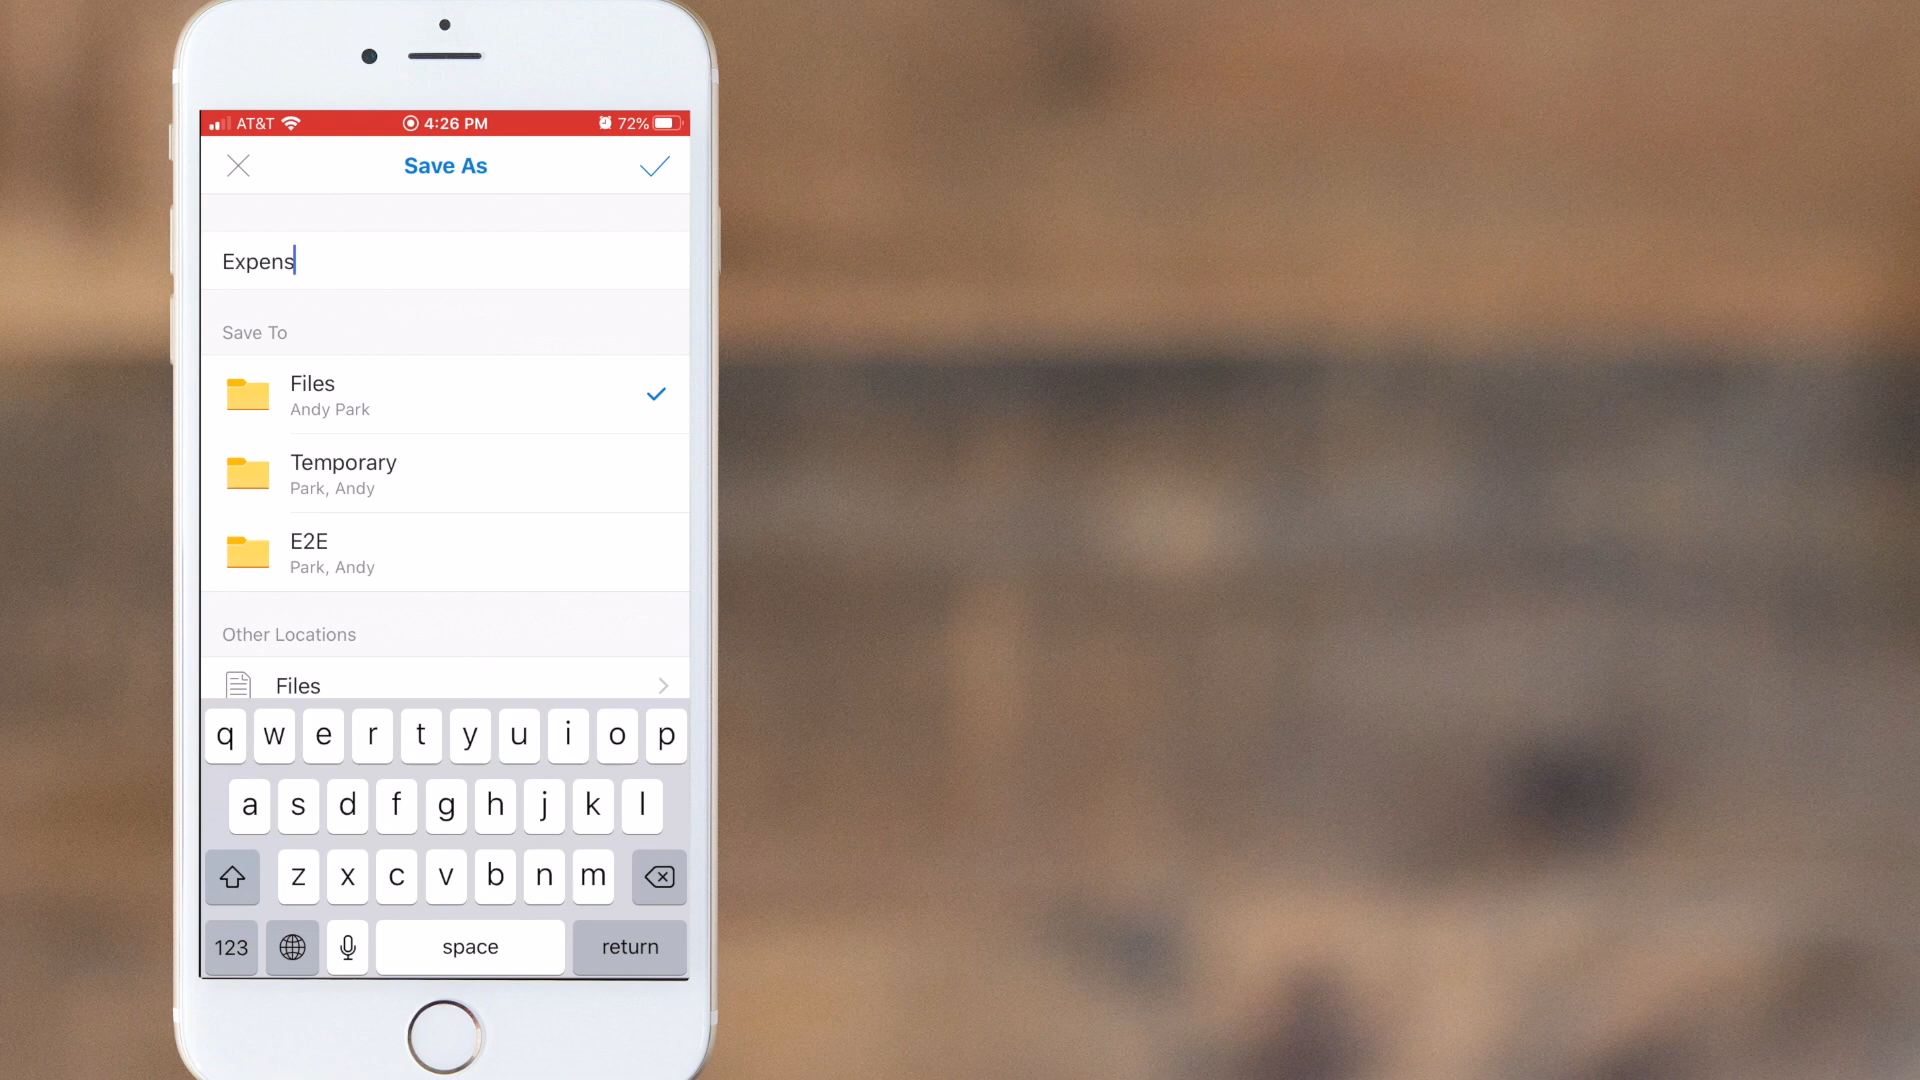 AT&T 4:26 PM 72%
Save As
Expens
Save To
Files
Andy Park
Temporary
Park, Andy
E2E
Park, Andy
Other Locations
Files
q w e r t y u i o p
a s d f g h j k l
z x c v b n m
123 space return